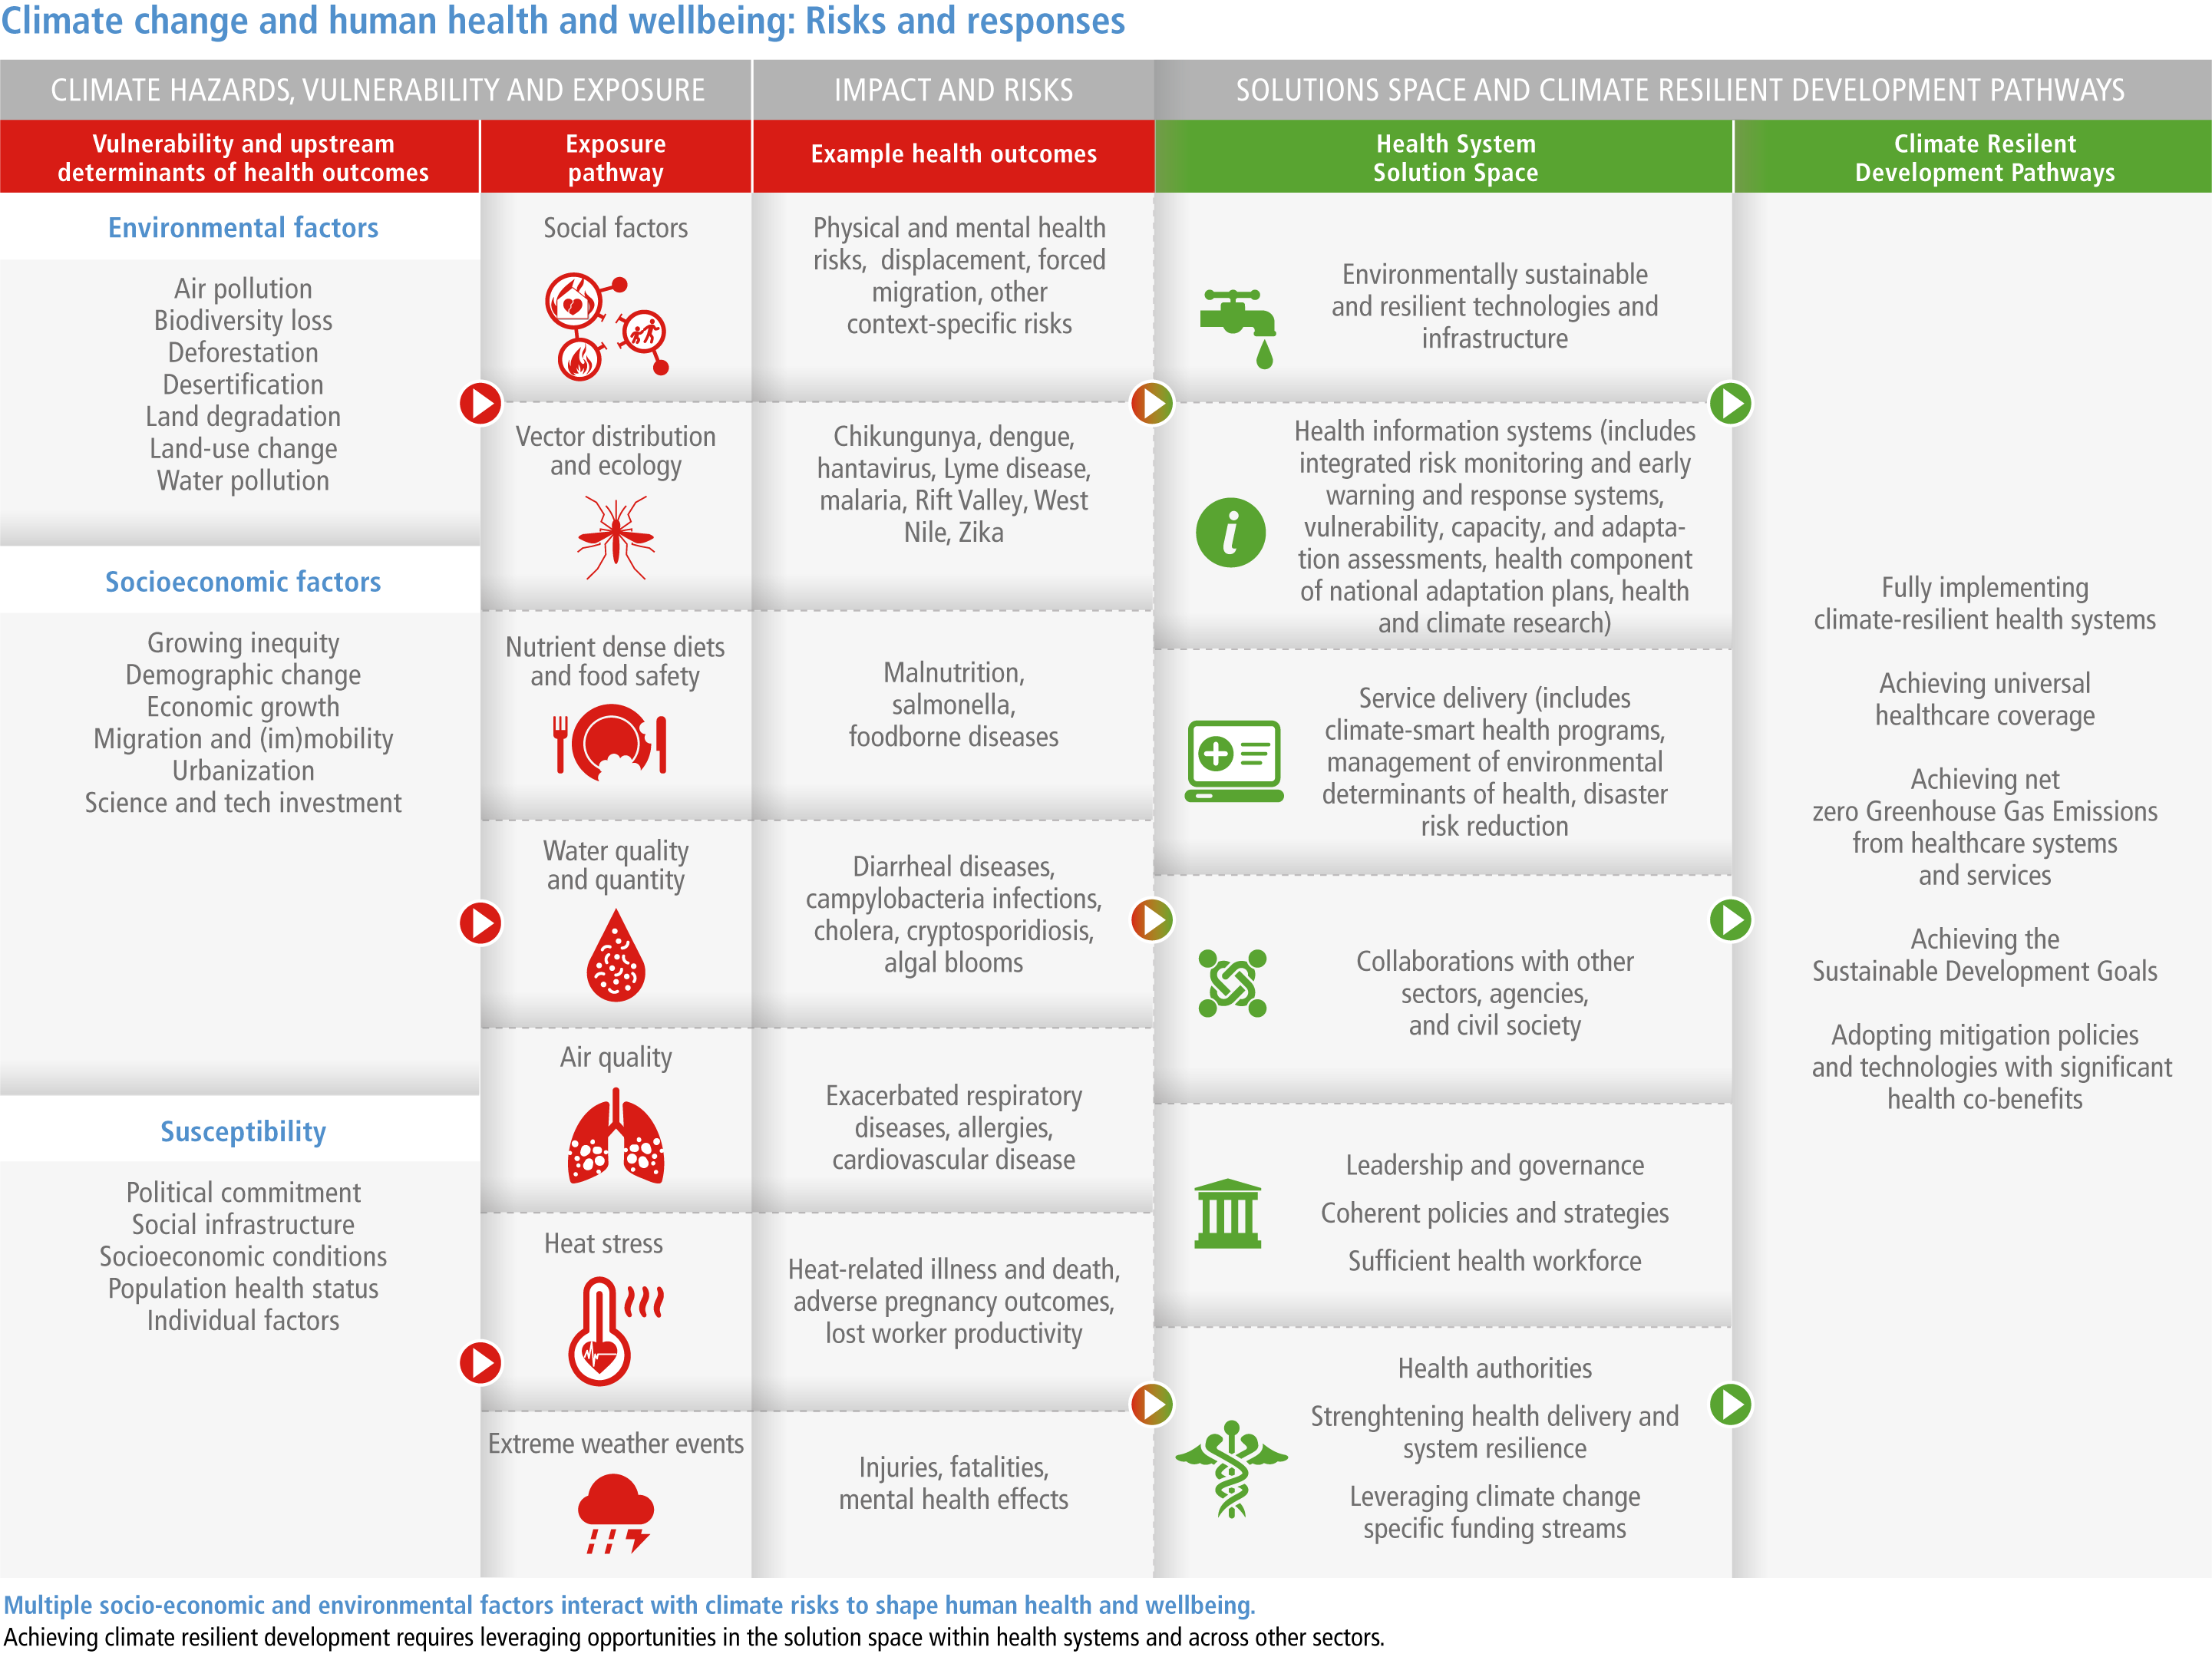 Climate change and human health and wellbeing: Risks and responses
CLIMATE HAZARDS, VULNERABILITY AND EXPOSURE
IMPACT AND RISKS
SOLUTIONS SPACE AND CLIMATE RESILIENT DEVELOPMENT PATHWAYS
Vulnerability and upstream
determinants of health outcomes
Exposure
pathway
Example health outcomes
Health System
Solution Space
Climate Resilent
Development Pathways
Environmental factors
Air pollution
Biodiversity loss
Deforestation
Desertification
Land degradation
Land-use change
Water pollution
Socioeconomic factors
Growing inequity
Demographic change
Economic growth
Migration and (im)mobility
Urbanization
Science and tech investment
Susceptibility
Political commitment
Social infrastructure
Socioeconomic conditions
Population health status
Individual factors
Social factors
Vector distribution
and ecology
Nutrient dense diets
and food safety
Water quality
and quantity
Air quality
Heat stress
Extreme weather events
Physical and mental health
risks, displacement, forced
migration, other
context-specific risks
Chikungunya, dengue,
hantavirus, Lyme disease,
malaria, Rift Valley, West
Nile, Zika
Malnutrition,
salmonella,
foodborne diseases
Diarrheal diseases,
campylobacteria infections,
cholera, cryptosporidiosis,
algal blooms
Exacerbated respiratory
diseases, allergies,
cardiovascular disease
Heat-related illness and death,
adverse pregnancy outcomes,
lost worker productivity
Injuries, fatalities,
mental health effects
Environmentally sustainable
and resilient technologies and
infrastructure
i
Health information systems (includes
integrated risk monitoring and early
warning and response systems,
vulnerability, capacity, and adapta-
tion assessments, health component
of national adaptation plans, health
and climate research)
Service delivery (includes
climate-smart health programs,
management of environmental
determinants of health, disaster
risk reduction
Collaborations with other
sectors, agencies,
and civil society
Leadership and governance
Coherent policies and strategies
Sufficient health workforce
Health authorities
Strenghtening health delivery and
system resilience
Leveraging climate change
specific funding streams
Fully implementing
climate-resilient health systems
Achieving universal
healthcare coverage
Achieving net
zero Greenhouse Gas Emissions
from healthcare systems
and services
Achieving the
Sustainable Development Goals
Adopting mitigation policies
and technologies with significant
health co-benefits
Multiple socio-economic and environmental factors interact with climate risks to shape human health and wellbeing.
Achieving climate resilient development requires leveraging opportunities in the solution space within health systems and across other sectors.